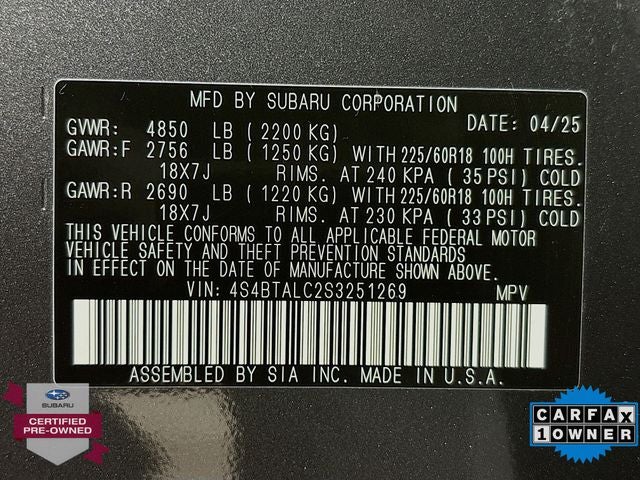 MFD BY SUBARU CORPORATION
DATE: 04/25
GVWR: 4850 LB (2200 KG)
GAWR:F 2756 LB (1250 KG) WITH 225/60R18 100H TIRES.
18X7J RIMS. AT 240 KPA (35 PSI) COLD
GAWR:R 2690 LB (1220 KG) WITH 225/60R18 100H TIRES.
18X7J RIMS. AT 230 KPA (33 PSI) COLD
THIS VEHICLE CONFORMS TO ALL APPLICABLE FEDERAL MOTOR
VEHICLE SAFETY AND THEFT PREVENTION STANDARDS
IN EFFECT ON THE DATE OF MANUFACTURE SHOWN ABOVE.
VIN: 4S4BTALC2S3251269 MPV
ASSEMBLED BY SIA INC. MADE IN U.S.A.
SUBARU
CERTIFIED
PRE-OWNED
CARFAX
1 OWNER